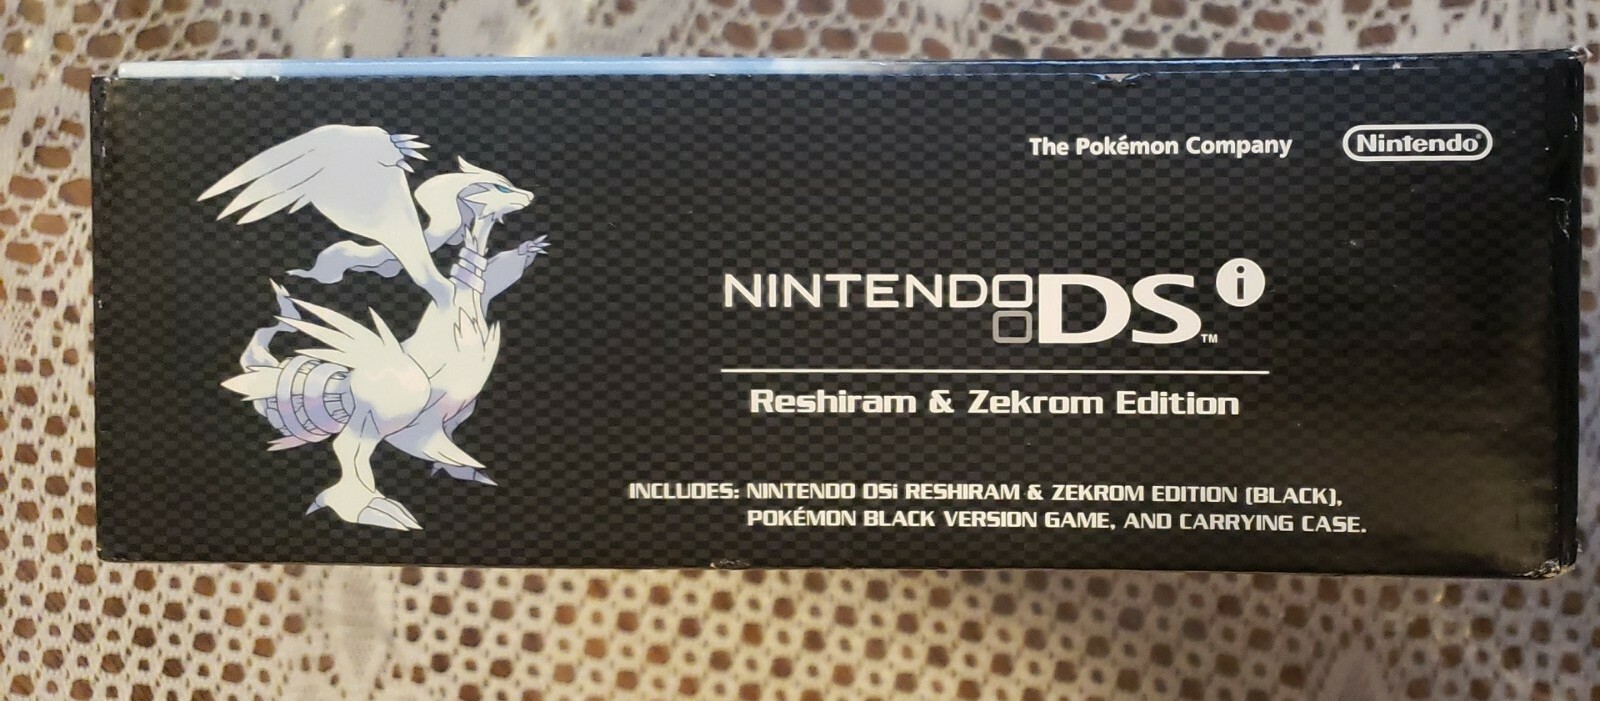 The Pokémon Company
Nintendo®
NINTENDO DSi™
Reshiram & Zekrom Edition
INCLUDES: NINTENDO DSi RESHIRAM & ZEKROM EDITION (BLACK),
POKÉMON BLACK VERSION GAME, AND CARRYING CASE.